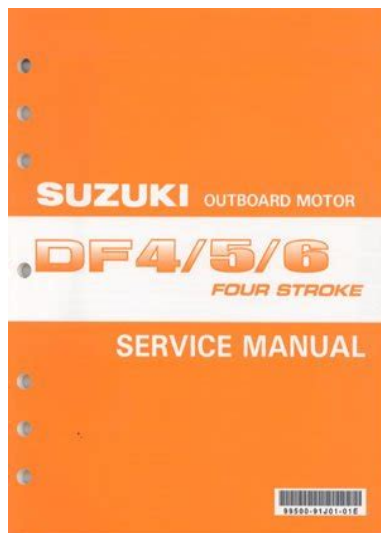 SUZUKI OUTBOARD MOTOR
DF4/5/6
FOUR STROKE
SERVICE MANUAL
99500-91J01-01E